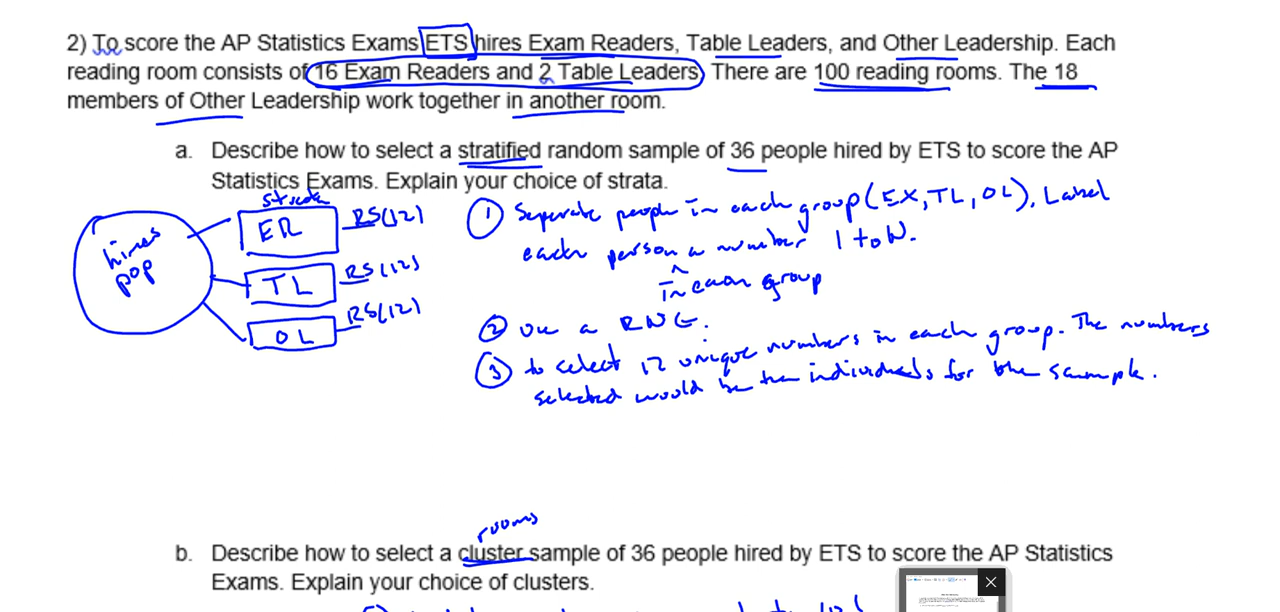 2) To score the AP Statistics Exams ETS hires Exam Readers, Table Leaders, and Other Leadership. Each
reading room consists of 16 Exam Readers and 2 Table Leaders. There are 100 reading rooms. The 18
members of Other Leadership work together in another room.
a. Describe how to select a stratified random sample of 36 people hired by ETS to score the AP
Statistics Exams. Explain your choice of strata.
hires
pop
strata
ER
RS(12)
TL
RS(12)
OL
RS(12)
① Separate people in each group (EX, TL, OL). Label
each person a number 1 to N.
^
in each group
② Use a RNG.
③ to select 12 unique numbers in each group. The numbers
selected would be the individuals for the sample.
rooms
b. Describe how to select a cluster sample of 36 people hired by ETS to score the AP Statistics
Exams. Explain your choice of clusters.